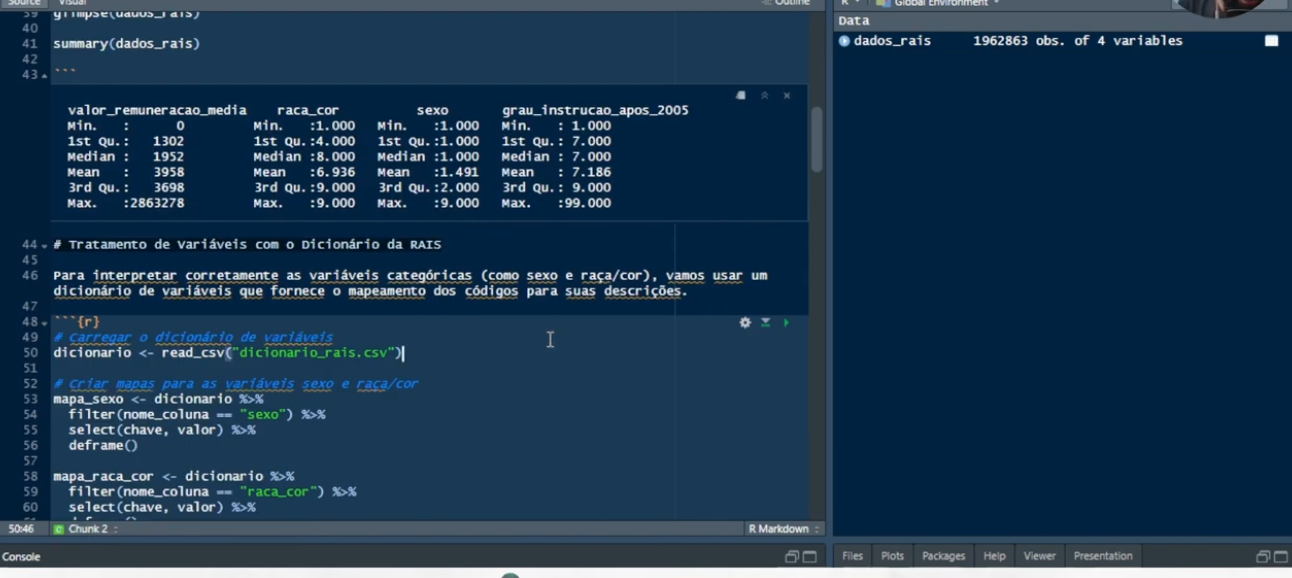 Source Visual Outline
39 glimpse(dados_rais)
40
41 summary(dados_rais)
42
43 ```
valor_remuneracao_media raca_cor sexo grau_instrucao_apos_2005
Min. : 0 Min. :1.000 Min. :1.000 Min. : 1.000
1st Qu.: 1302 1st Qu.:4.000 1st Qu.:1.000 1st Qu.: 7.000
Median : 1952 Median :8.000 Median :1.000 Median : 7.000
Mean : 3958 Mean :6.936 Mean :1.491 Mean : 7.186
3rd Qu.: 3698 3rd Qu.:9.000 3rd Qu.:2.000 3rd Qu.: 9.000
Max. :2863278 Max. :9.000 Max. :9.000 Max. :99.000
44 # Tratamento de Variáveis com o Dicionário da RAIS
45
46 Para interpretar corretamente as variáveis categóricas (como sexo e raça/cor), vamos usar um
dicionário de variáveis que fornece o mapeamento dos códigos para suas descrições.
47
48 ```{r}
49 # Carregar o dicionário de variáveis
50 dicionario <- read_csv("dicionario_rais.csv")
51
52 # Criar mapas para as variáveis sexo e raça/cor
53 mapa_sexo <- dicionario %>%
54 filter(nome_coluna == "sexo") %>%
55 select(chave, valor) %>%
56 deframe()
57
58 mapa_raca_cor <- dicionario %>%
59 filter(nome_coluna == "raca_cor") %>%
60 select(chave, valor) %>%
61 deframe()
50:46 C Chunk 2 R Markdown
Console
R Global Environment
Data
dados_rais 1962863 obs. of 4 variables
Files Plots Packages Help Viewer Presentation